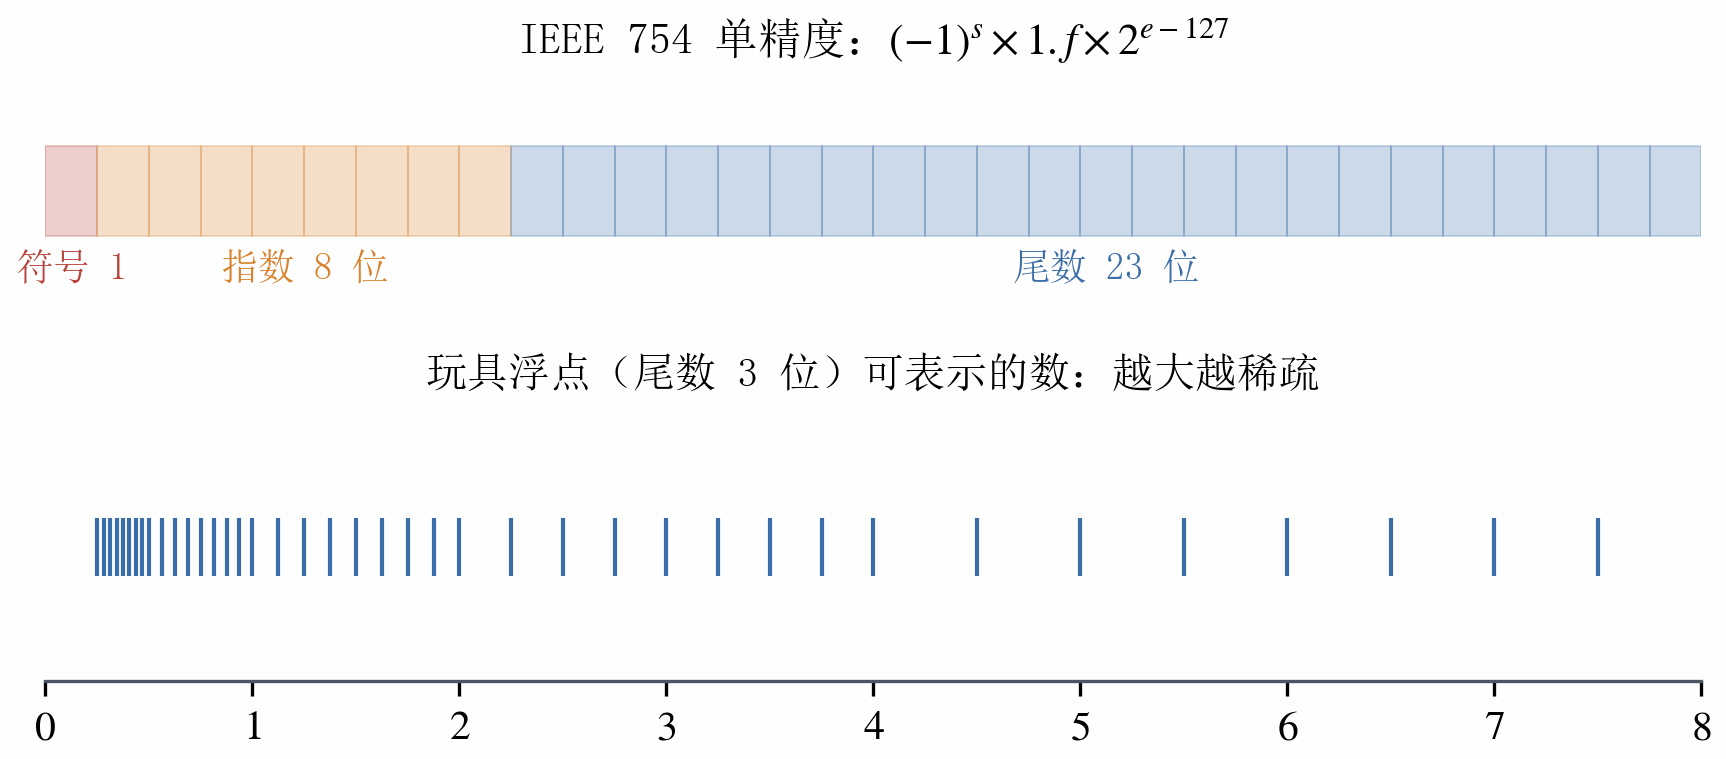 IEEE 754 单精度：(−1)^s × 1.f × 2^{e−127}
符号 1 指数 8 位 尾数 23 位
玩具浮点（尾数 3 位）可表示的数：越大越稀疏
0 1 2 3 4 5 6 7 8